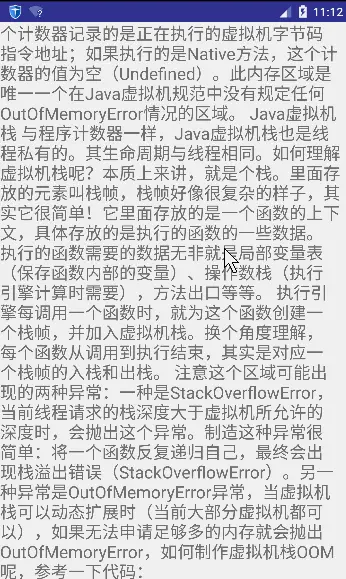 11:12
个计数器记录的是正在执行的虚拟机字节码
指令地址；如果执行的是Native方法，这个计
数器的值为空（Undefined）。此内存区域是
唯一一个在Java虚拟机规范中没有规定任何
OutOfMemoryError情况的区域。 Java虚拟机
栈 与程序计数器一样，Java虚拟机栈也是线
程私有的。其生命周期与线程相同。如何理解
虚拟机栈呢？本质上来讲，就是个栈。里面存
放的元素叫栈帧，栈帧好像很复杂的样子，其
实它很简单！它里面存放的是一个函数的上下
文，具体存放的是执行的函数的一些数据。
执行的函数需要的数据无非就是局部变量表
（保存函数内部的变量）、操作数栈（执行
引擎计算时需要），方法出口等等。 执行引
擎每调用一个函数时，就为这个函数创建一
个栈帧，并加入虚拟机栈。换个角度理解，
每个函数从调用到执行结束，其实是对应一
个栈帧的入栈和出栈。 注意这个区域可能出
现的两种异常：一种是StackOverflowError，
当前线程请求的栈深度大于虚拟机所允许的
深度时，会抛出这个异常。制造这种异常很
简单：将一个函数反复递归自己，最终会出
现栈溢出错误（StackOverflowError）。另一
种异常是OutOfMemoryError异常，当虚拟机
栈可以动态扩展时（当前大部分虚拟机都可
以），如果无法申请足够多的内存就会抛出
OutOfMemoryError，如何制作虚拟机栈OOM
呢，参考一下代码：